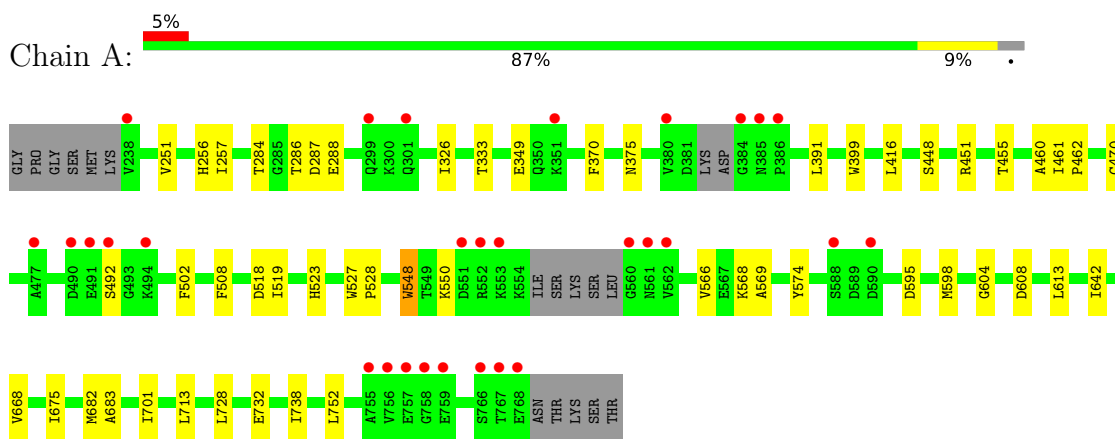 5%
Chain A:
87% 9% •
GLY PRO GLY SER MET LYS V238 V251 H256 I257 T284 G285 T286 D287 E288 Q299 K300 Q301 I326 T333 E349 Q350 K351 F370 N375 V380 D381 LYS ASP G384 N385 P386 L391 W399 L416 S448 R451 T455 A460 I461 P462
A477 D490 E491 S492 G493 K494 F502 F508 D518 I519 H523 W527 P528 W548 T549 K550 D551 R552 K553 K554 ILE SER LYS SER LEU G560 N561 V562 V566 E567 K568 A569 Y574 S588 D589 D590 D595 M598 G604 D608 L613 I642
V668 I675 M682 A683 I701 L713 L728 E732 I738 L752 A755 V756 E757 G758 E759 S766 T767 E768 ASN THR LYS SER THR